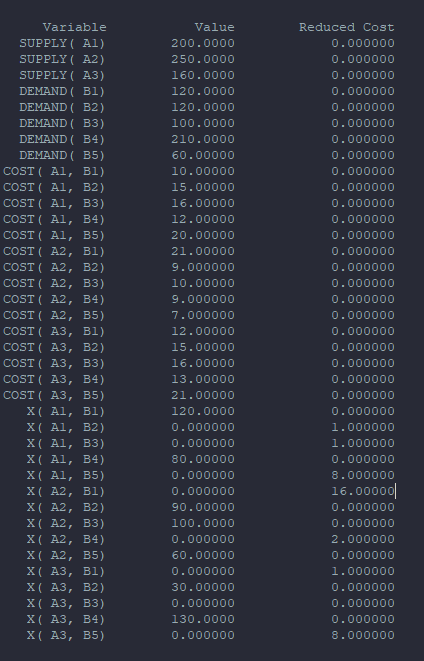 Variable Value Reduced Cost
SUPPLY( A1) 200.0000 0.000000
SUPPLY( A2) 250.0000 0.000000
SUPPLY( A3) 160.0000 0.000000
DEMAND( B1) 120.0000 0.000000
DEMAND( B2) 120.0000 0.000000
DEMAND( B3) 100.0000 0.000000
DEMAND( B4) 210.0000 0.000000
DEMAND( B5) 60.00000 0.000000
COST( A1, B1) 10.00000 0.000000
COST( A1, B2) 15.00000 0.000000
COST( A1, B3) 16.00000 0.000000
COST( A1, B4) 12.00000 0.000000
COST( A1, B5) 20.00000 0.000000
COST( A2, B1) 21.00000 0.000000
COST( A2, B2) 9.000000 0.000000
COST( A2, B3) 10.00000 0.000000
COST( A2, B4) 9.000000 0.000000
COST( A2, B5) 7.000000 0.000000
COST( A3, B1) 12.00000 0.000000
COST( A3, B2) 15.00000 0.000000
COST( A3, B3) 16.00000 0.000000
COST( A3, B4) 13.00000 0.000000
COST( A3, B5) 21.00000 0.000000
X( A1, B1) 120.0000 0.000000
X( A1, B2) 0.000000 1.000000
X( A1, B3) 0.000000 1.000000
X( A1, B4) 80.00000 0.000000
X( A1, B5) 0.000000 8.000000
X( A2, B1) 0.000000 16.00000
X( A2, B2) 90.00000 0.000000
X( A2, B3) 100.0000 0.000000
X( A2, B4) 0.000000 2.000000
X( A2, B5) 60.00000 0.000000
X( A3, B1) 0.000000 1.000000
X( A3, B2) 30.00000 0.000000
X( A3, B3) 0.000000 0.000000
X( A3, B4) 130.0000 0.000000
X( A3, B5) 0.000000 8.000000